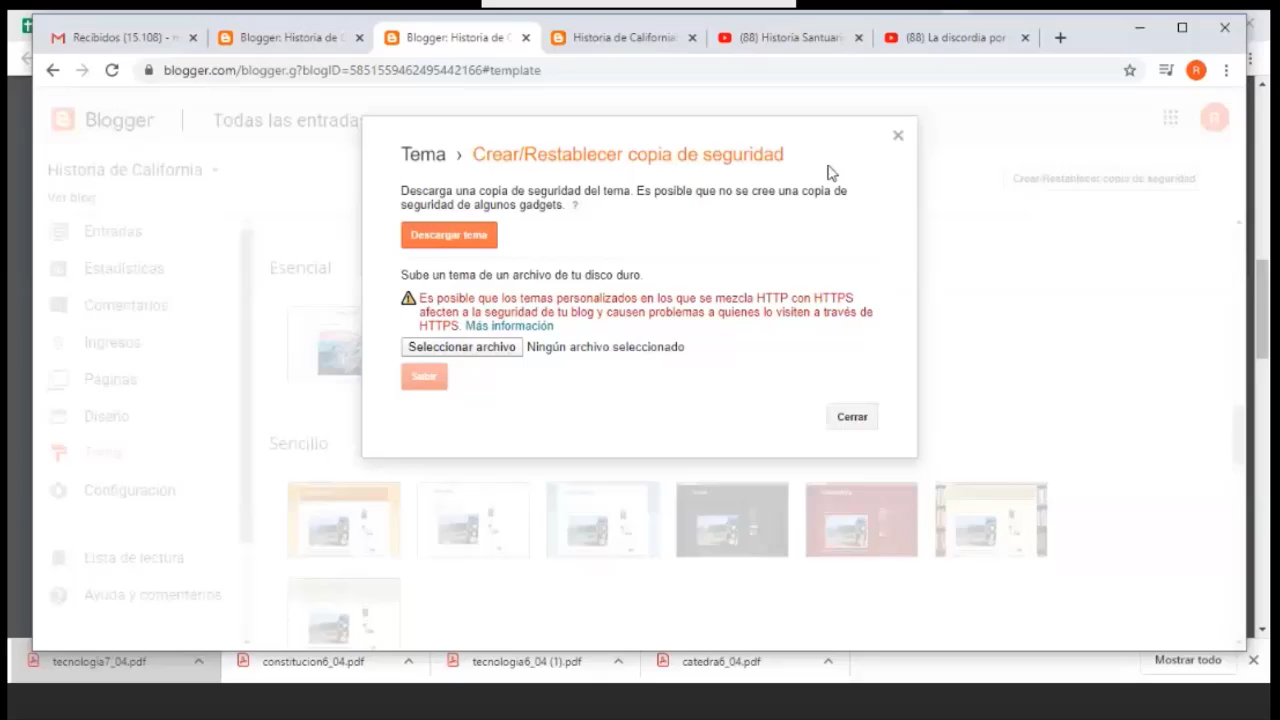 Recibidos (15.108) -
Blogger: Historia de C
Blogger: Historia de C
Historia de California
(88) Historia Santuari
(88) La discordia por
blogger.com/blogger.g?blogID=5851559462495442166#template
R
Blogger
Todas las entradas
R
Historia de California
Crear/Restablecer copia de seguridad
Ver blog
Entradas
Estadísticas
Comentarios
Ingresos
Páginas
Diseño
Tema
Configuración
Lista de lectura
Ayuda y comentarios
Esencial
Sencillo
Tema › Crear/Restablecer copia de seguridad
Descarga una copia de seguridad del tema. Es posible que no se cree una copia de
seguridad de algunos gadgets. ?
Descargar tema
Sube un tema de un archivo de tu disco duro.
Es posible que los temas personalizados en los que se mezcla HTTP con HTTPS
afecten a la seguridad de tu blog y causen problemas a quienes lo visiten a través de
HTTPS. Más información
Seleccionar archivo Ningún archivo seleccionado
Subir
Cerrar
tecnologia7_04.pdf
constitucion6_04.pdf
tecnologia6_04 (1).pdf
catedra6_04.pdf
Mostrar todo